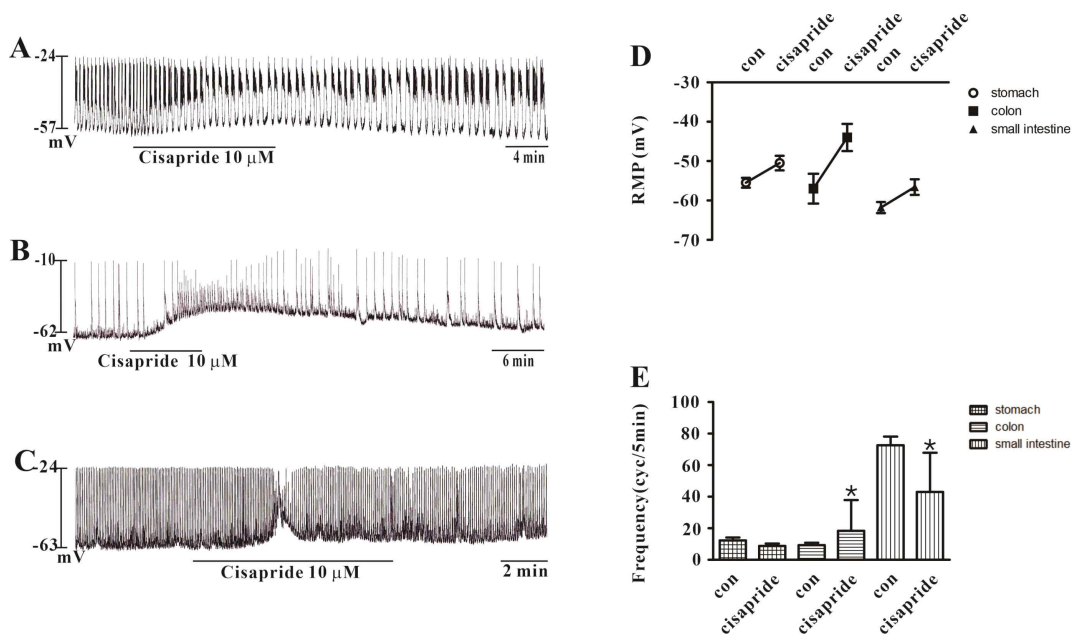 A
-24
-57
mV
Cisapride 10 μM
4 min
B
-10
-62
mV
Cisapride 10 μM
6 min
C
-24
-63
mV
Cisapride 10 μM
2 min
D
con
cisapride
con
cisapride
con
cisapride
-30
-40
-50
-60
-70
RMP (mV)
stomach
colon
small intestine
E
100
80
60
40
20
0
Frequency(cyc/5min)
*
*
stomach
colon
small intestine
con
cisapride
con
cisapride
con
cisapride